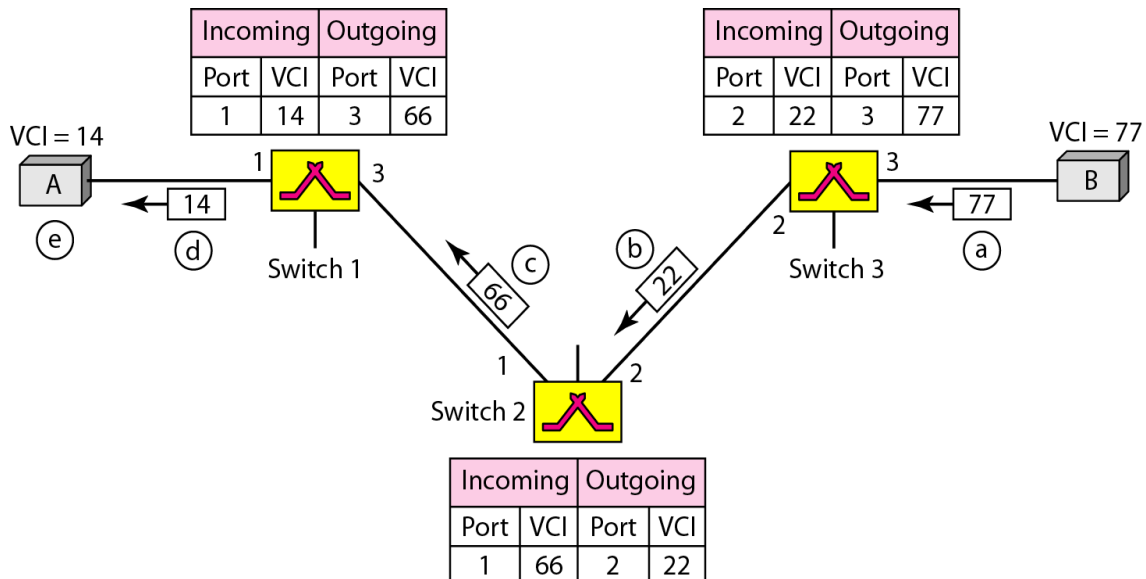 Incoming Outgoing
Port VCI Port VCI
1 14 3 66
Incoming Outgoing
Port VCI Port VCI
2 22 3 77
VCI = 14
VCI = 77
A
1
3
3
B
14
2
77
e
d
Switch 1
c
b
Switch 3
a
66
22
1
2
Switch 2
Incoming Outgoing
Port VCI Port VCI
1 66 2 22